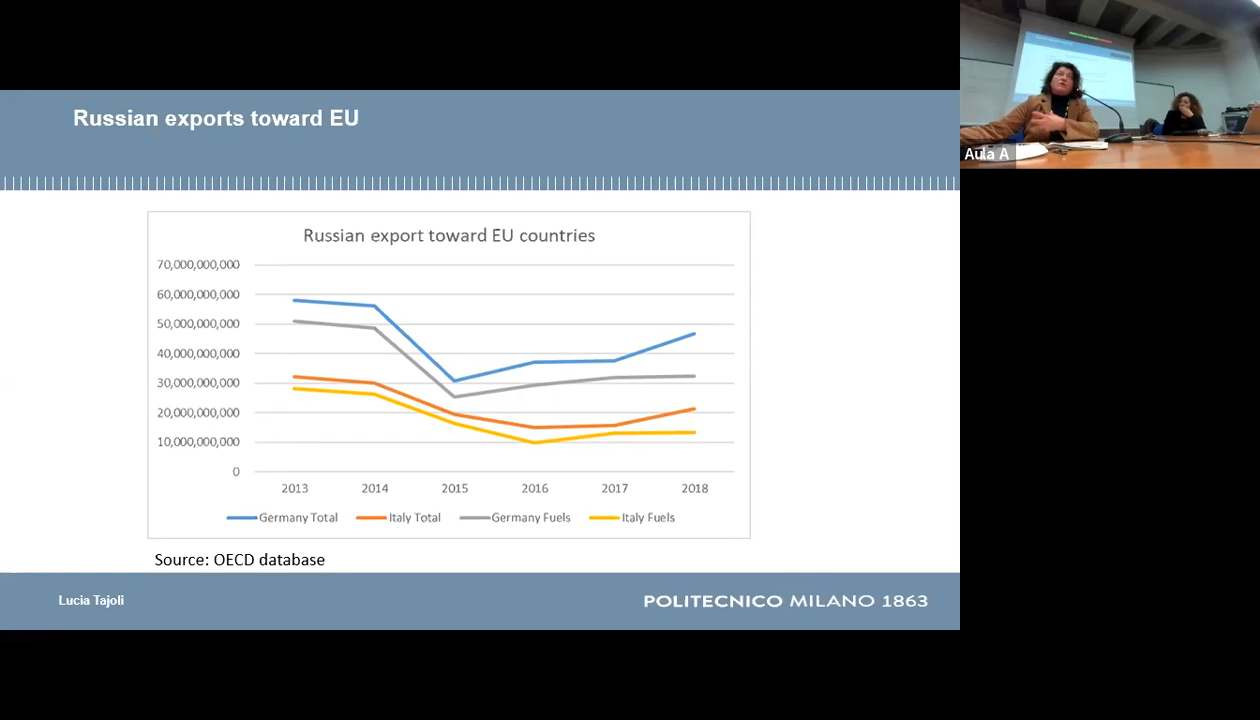 Russian exports toward EU
Aula A
Russian export toward EU countries
70,000,000,000
60,000,000,000
50,000,000,000
40,000,000,000
30,000,000,000
20,000,000,000
10,000,000,000
0
2013 2014 2015 2016 2017 2018
Germany Total Italy Total Germany Fuels Italy Fuels
Source: OECD database
Lucia Tajoli
POLITECNICO MILANO 1863